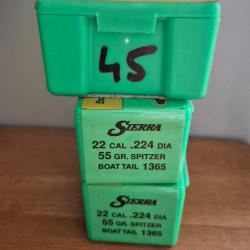 45
SIERRA
22 CAL .224 DIA
55 GR. SPITZER
BOAT TAIL 1365
SIERRA
22 CAL .224 DIA
55 GR. SPITZER
BOAT TAIL 1365